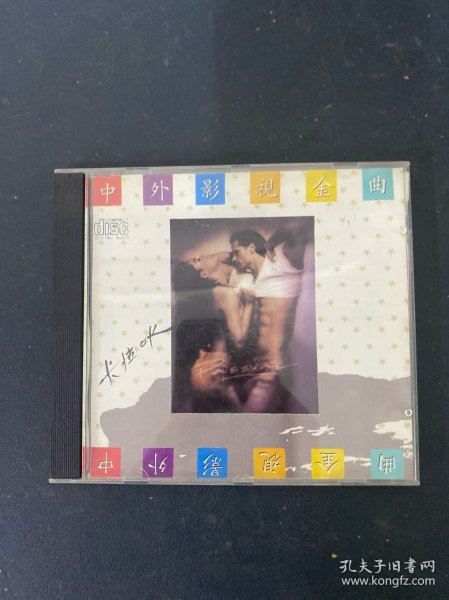 中外影視金曲
COMPACT
disc
DIGITAL AUDIO
卡拉OK
Passion
中外影視金曲
孔夫子旧书网
www.kongfz.com